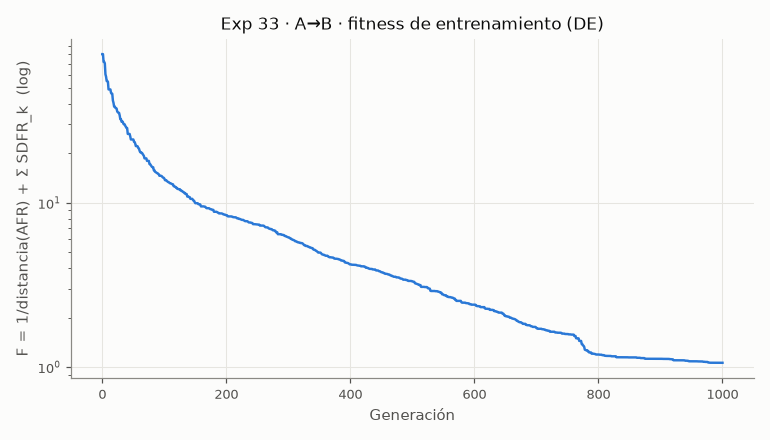 Exp 33 · A→B · fitness de entrenamiento (DE)
F = 1/distancia(AFR) + Σ SDFR_k (log)
10¹
10⁰
0 200 400 600 800 1000
Generación